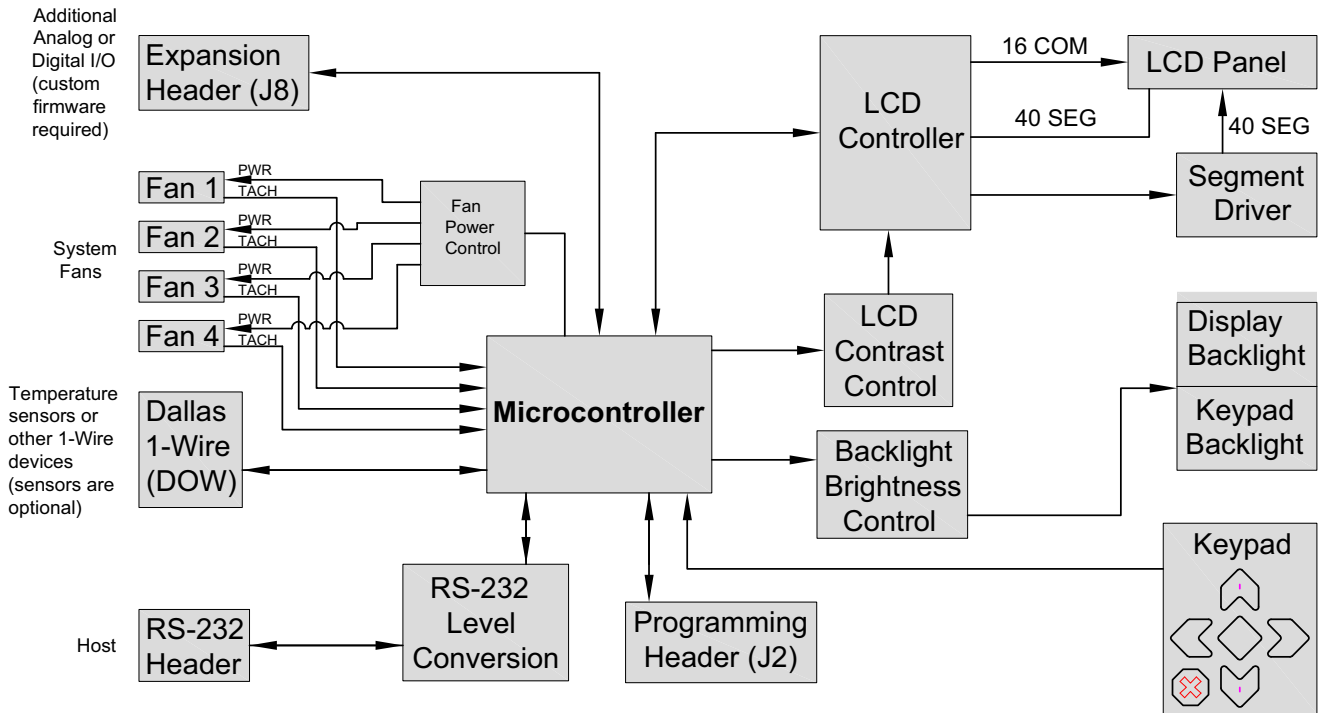 Additional
Analog or
Digital I/O
(custom
firmware
required)
Expansion
Header (J8)
LCD
Controller
16 COM
LCD Panel
40 SEG
40 SEG
Segment
Driver
Fan 1
PWR
TACH
Fan 2
PWR
TACH
Fan 3
PWR
TACH
Fan 4
PWR
TACH
System
Fans
Fan
Power
Control
LCD
Contrast
Control
Display
Backlight
Keypad
Backlight
Microcontroller
Temperature
sensors or
other 1-Wire
devices
(sensors are
optional)
Dallas
1-Wire
(DOW)
Backlight
Brightness
Control
Keypad
Host
RS-232
Header
RS-232
Level
Conversion
Programming
Header (J2)